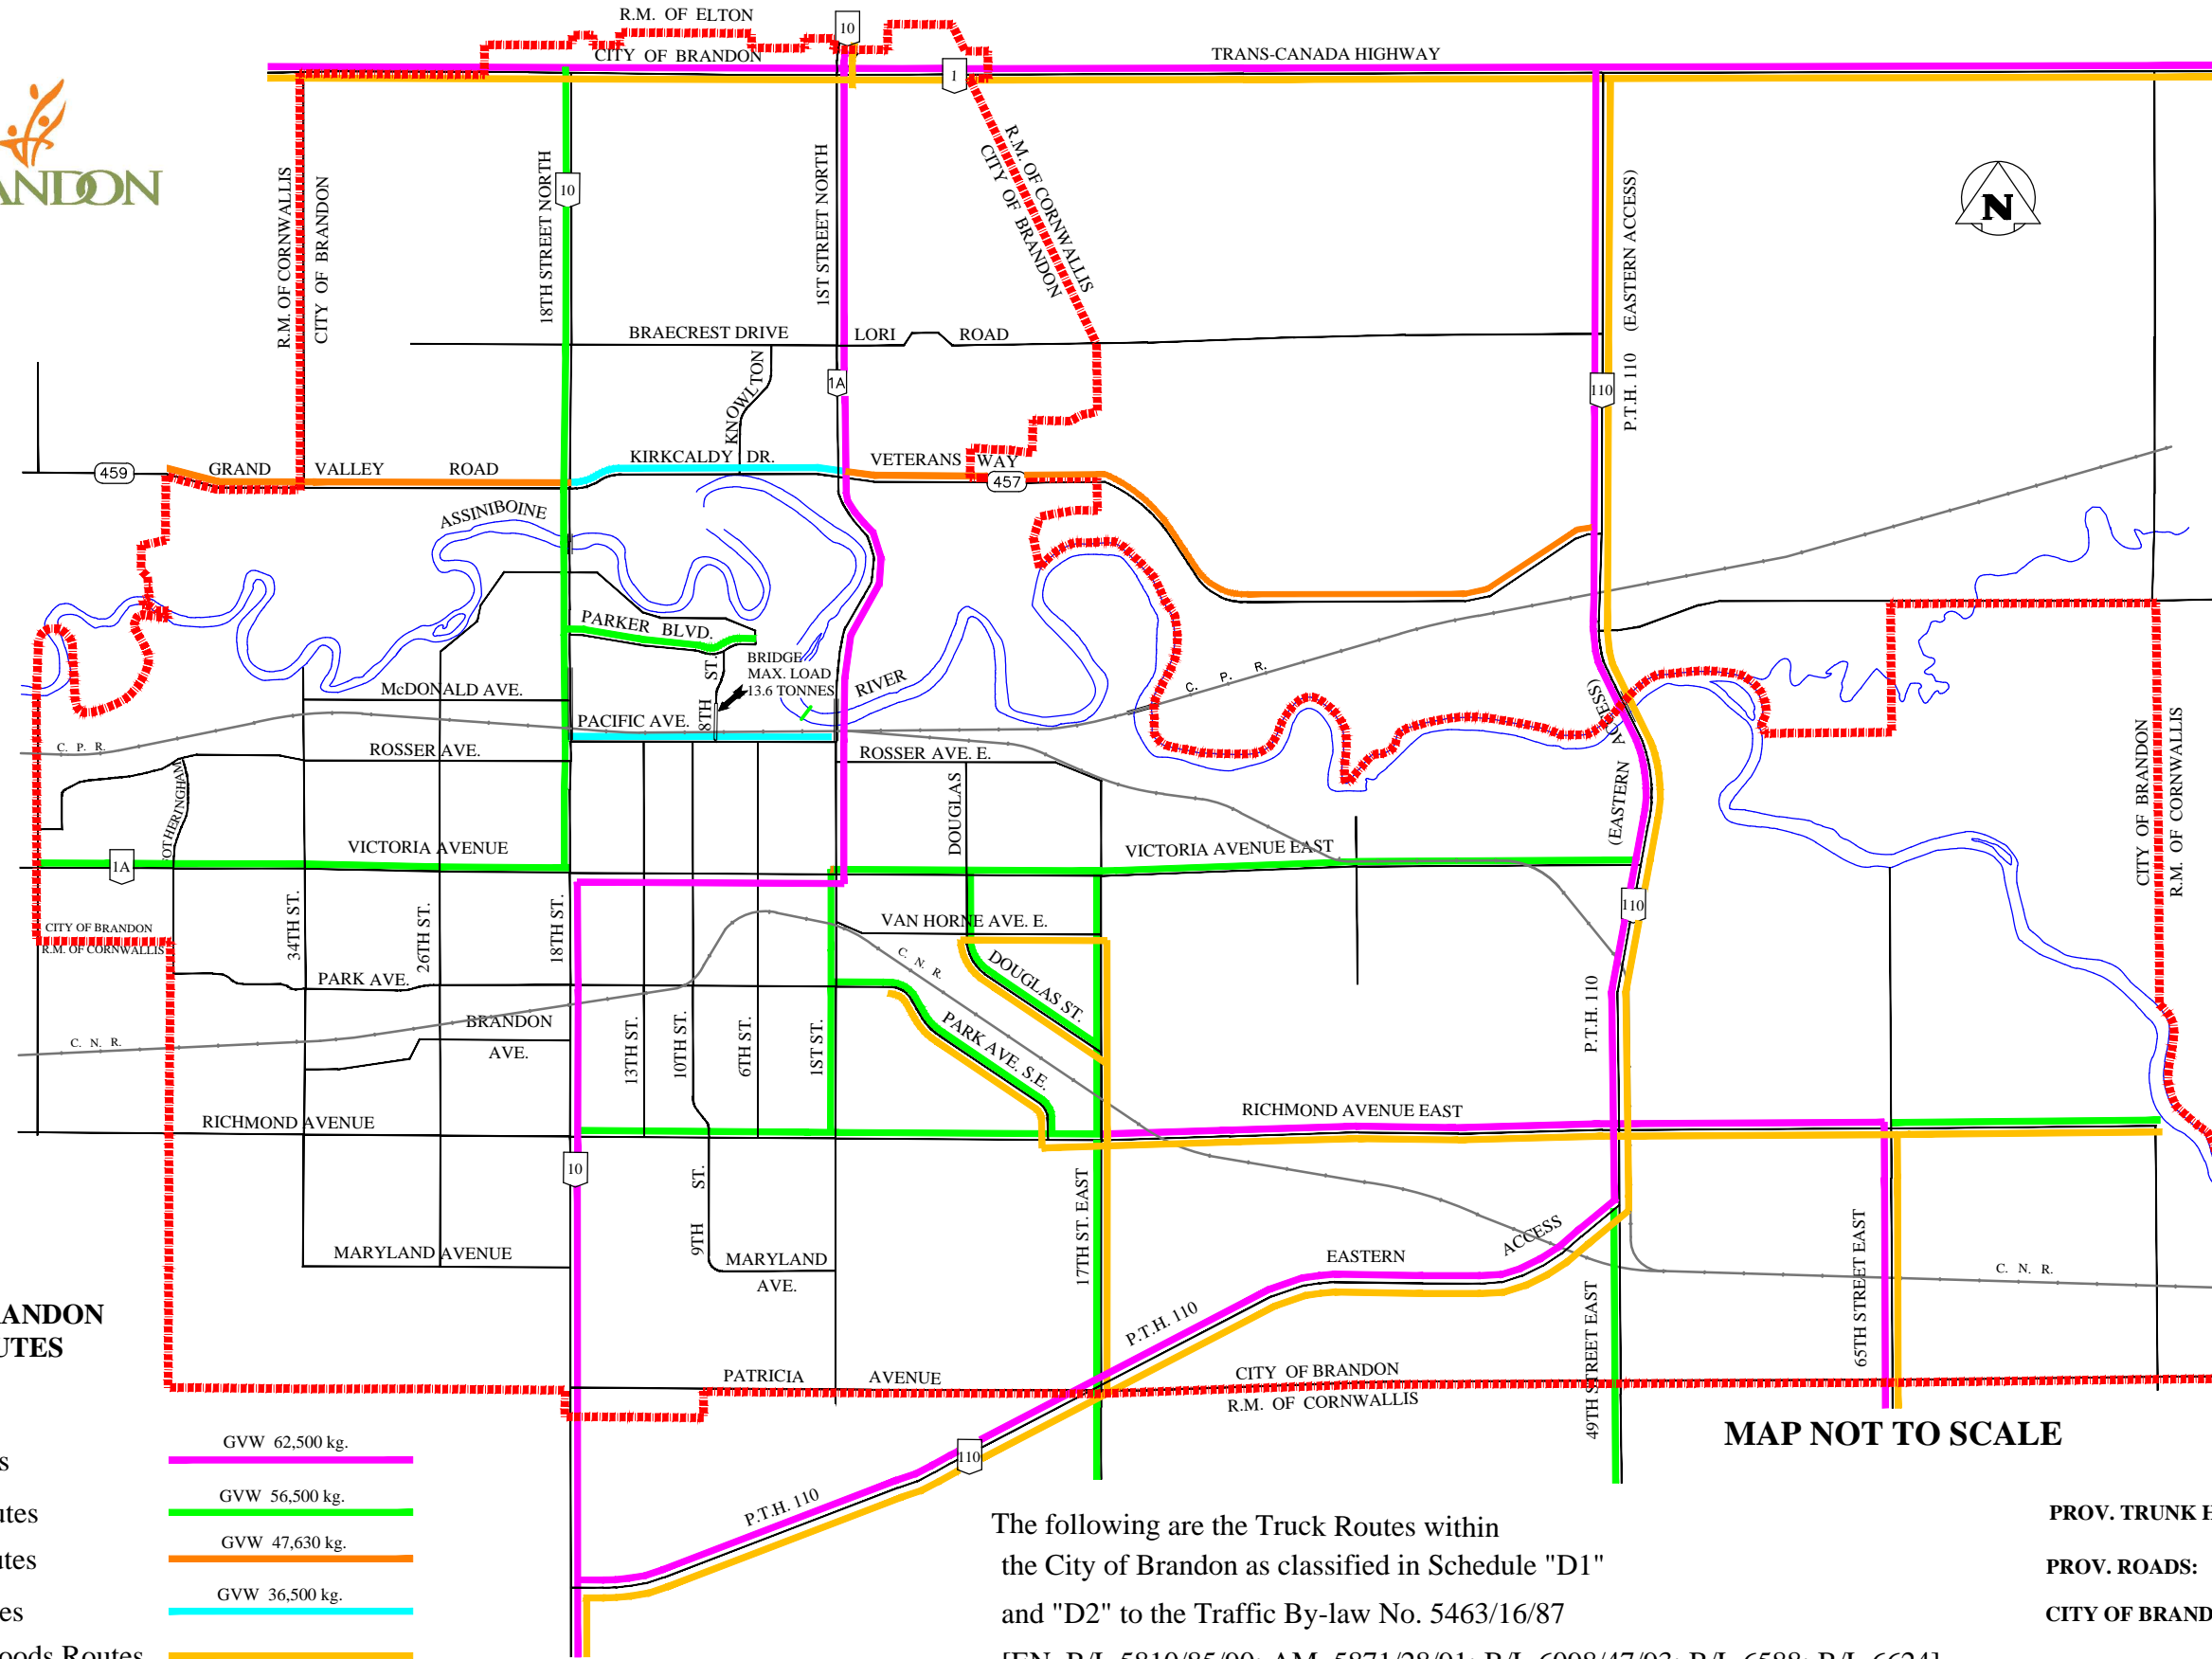 R.M. OF ELTON
10
CITY OF BRANDON
TRANS-CANADA HIGHWAY
1
R.M. OF CORNWALLIS
CITY OF BRANDON
18TH STREET NORTH
10
1ST STREET NORTH
R.M. OF CORNWALLIS
CITY OF BRANDON
P.T.H. 110 (EASTERN ACCESS)
N
BRAECREST DRIVE
LORI ROAD
KNOWLTON
1A
110
459
GRAND VALLEY ROAD
KIRKCALDY DR.
VETERANS WAY
457
ASSINIBOINE
PARKER BLVD.
BRIDGE
MAX. LOAD
13.6 TONNES
8TH ST.
RIVER
C. P. R.
McDONALD AVE.
PACIFIC AVE.
C. P. R.
ROSSER AVE.
ROSSER AVE. E.
DOUGLAS
(EASTERN ACCESS)
CITY OF BRANDON
R.M. OF CORNWALLIS
1A
VICTORIA AVENUE
VICTORIA AVENUE EAST
110
34TH ST.
26TH ST.
18TH ST.
VAN HORNE AVE. E.
CITY OF BRANDON
R.M. OF CORNWALLIS
PARK AVE.
C. N. R.
DOUGLAS ST.
PARK AVE. S.E.
P.T.H. 110
BRANDON
AVE.
C. N. R.
13TH ST.
10TH ST.
6TH ST.
1ST ST.
RICHMOND AVENUE
RICHMOND AVENUE EAST
10
9TH ST.
17TH ST. EAST
MARYLAND AVENUE
MARYLAND
AVE.
EASTERN ACCESS
P.T.H. 110
49TH STREET EAST
65TH STREET EAST
C. N. R.
PATRICIA AVENUE
CITY OF BRANDON
R.M. OF CORNWALLIS
110
P.T.H. 110
MAP NOT TO SCALE
GVW 62,500 kg.
GVW 56,500 kg.
GVW 47,630 kg.
GVW 36,500 kg.
Routes
The following are the Truck Routes within
the City of Brandon as classified in Schedule "D1"
and "D2" to the Traffic By-law No. 5463/16/87
PROV. TRUNK
PROV. ROADS:
CITY OF